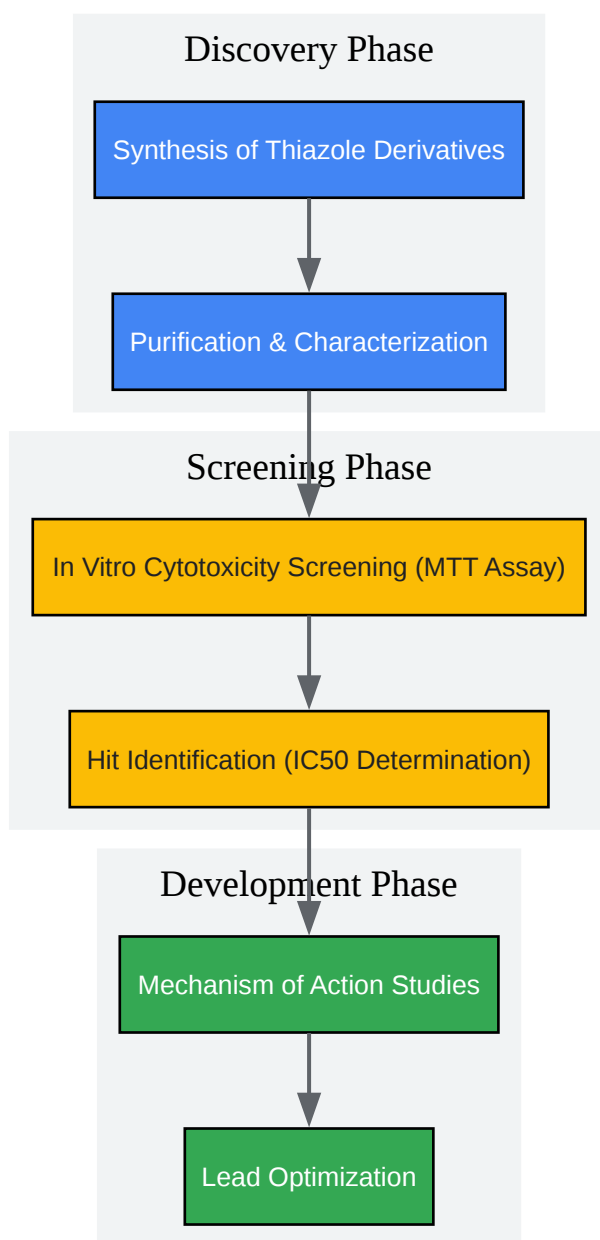 Discovery Phase
Synthesis of Thiazole Derivatives
Purification & Characterization
Screening Phase
In Vitro Cytotoxicity Screening (MTT Assay)
Hit Identification (IC50 Determination)
Development Phase
Mechanism of Action Studies
Lead Optimization